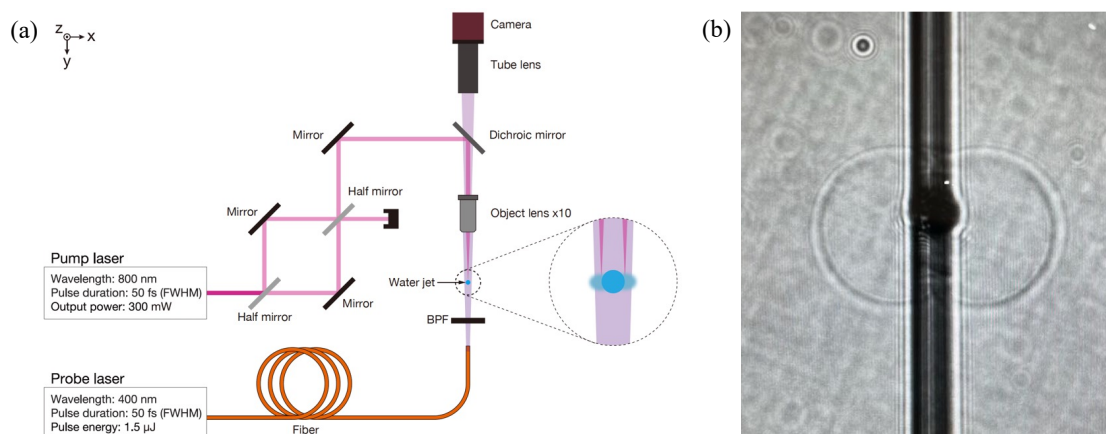 (a)
z
x
y
Camera
Tube lens
Mirror
Dichroic mirror
Half mirror
Mirror
Object lens x10
Pump laser
Wavelength: 800 nm
Pulse duration: 50 fs (FWHM)
Output power: 300 mW
Half mirror
Mirror
Water jet
BPF
Probe laser
Wavelength: 400 nm
Pulse duration: 50 fs (FWHM)
Pulse energy: 1.5 μJ
Fiber
(b)